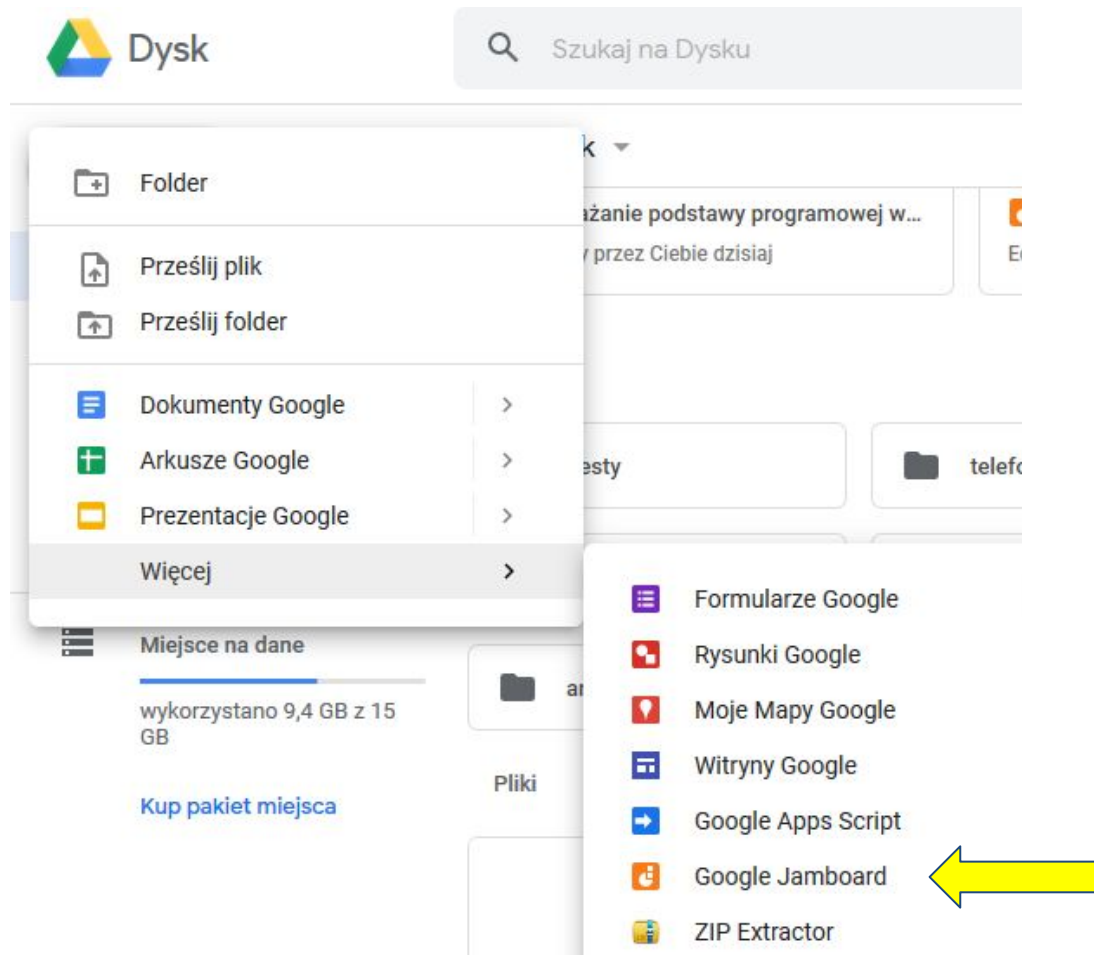 Dysk
Szukaj na Dysku
Folder
Prześlij plik
Prześlij folder
Dokumenty Google
Arkusze Google
Prezentacje Google
Więcej
Miejsce na dane
wykorzystano 9,4 GB z 15
GB
Kup pakiet miejsca
podstawy programowej w...
przez Ciebie dzisiaj
Pliki
Formularze Google
Rysunki Google
Moje Mapy Google
Witryny Google
Google Apps Script
Google Jamboard
ZIP Extractor